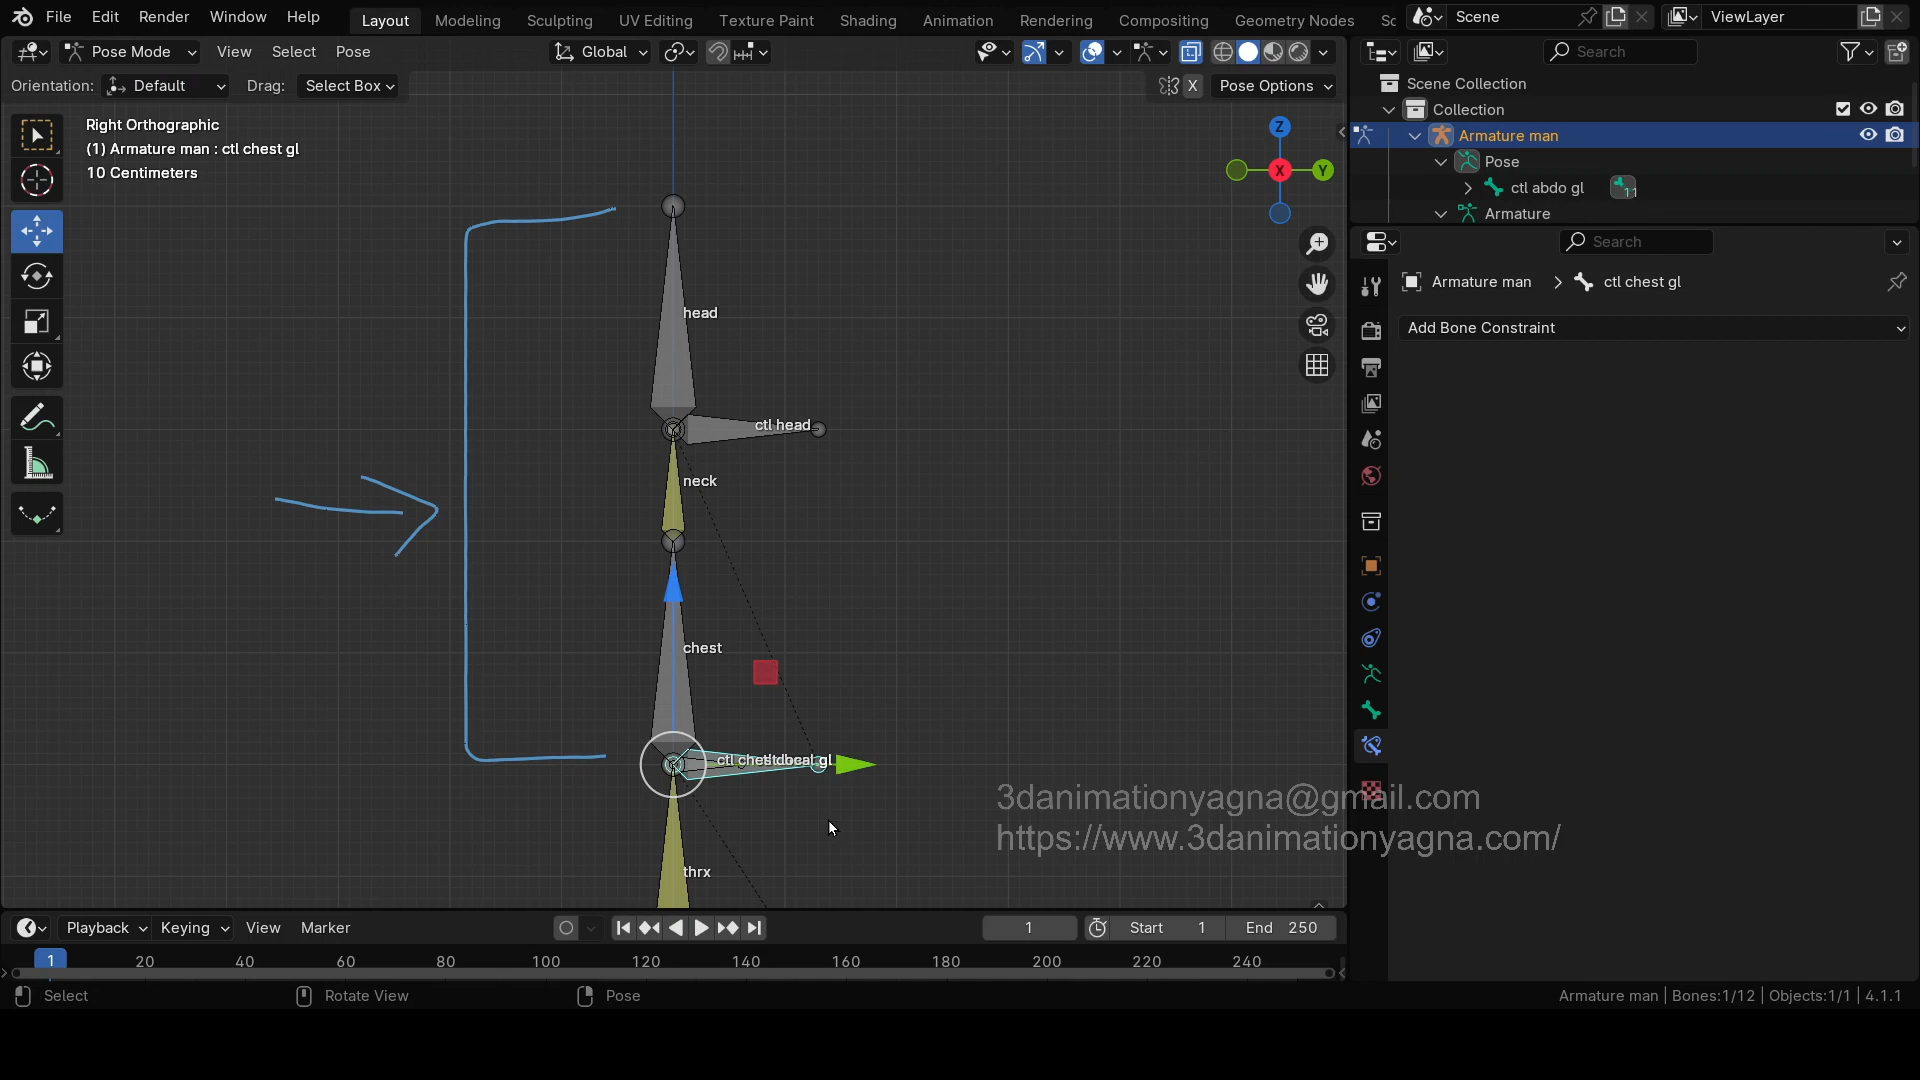 File Edit Render Window Help Layout Modeling Sculpting UV Editing Texture Paint Shading Animation Rendering Compositing Geometry Nodes Scene ViewLayer
Pose Mode View Select Pose Global Search
Orientation: Default Drag: Select Box X Pose Options
Scene Collection
Collection
Armature man
Pose
ctl abdo gl 11
Armature
Right Orthographic
(1) Armature man : ctl chest gl
10 Centimeters
Z
X
Y
Search
Armature man > ctl chest gl
Add Bone Constraint
head
ctl head
neck
chest
thrx
3danimationyagna@gmail.com
https://www.3danimationyagna.com/
Playback Keying View Marker 1 Start 1 End 250
1 20 40 60 80 100 120 140 160 180 200 220 240
Select Rotate View Pose Armature man | Bones:1/12 | Objects:1/1 | 4.1.1